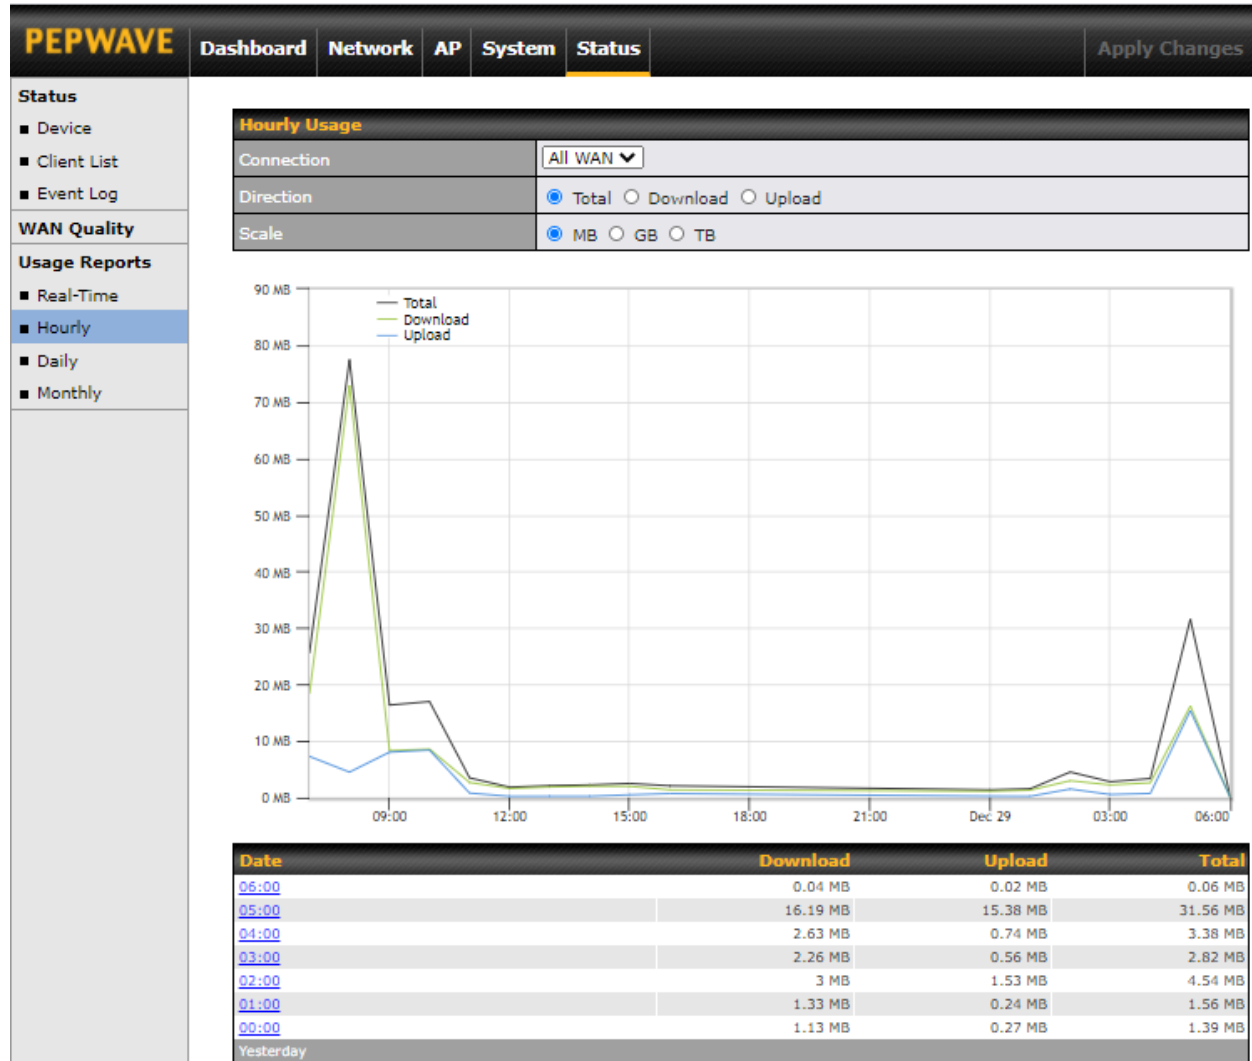 PEPWAVE
Dashboard Network AP System Status Apply Changes
Status
Device
Client List
Event Log
WAN Quality
Usage Reports
Real-Time
Hourly
Daily
Monthly
Hourly Usage
Connection All WAN
Direction Total Download Upload
Scale MB GB TB
90 MB
80 MB
70 MB
60 MB
50 MB
40 MB
30 MB
20 MB
10 MB
0 MB
Total
Download
Upload
09:00 12:00 15:00 18:00 21:00 Dec 29 03:00 06:00
Date Download Upload Total
06:00 0.04 MB 0.02 MB 0.06 MB
05:00 16.19 MB 15.38 MB 31.56 MB
04:00 2.63 MB 0.74 MB 3.38 MB
03:00 2.26 MB 0.56 MB 2.82 MB
02:00 3 MB 1.53 MB 4.54 MB
01:00 1.33 MB 0.24 MB 1.56 MB
00:00 1.13 MB 0.27 MB 1.39 MB
Yesterday